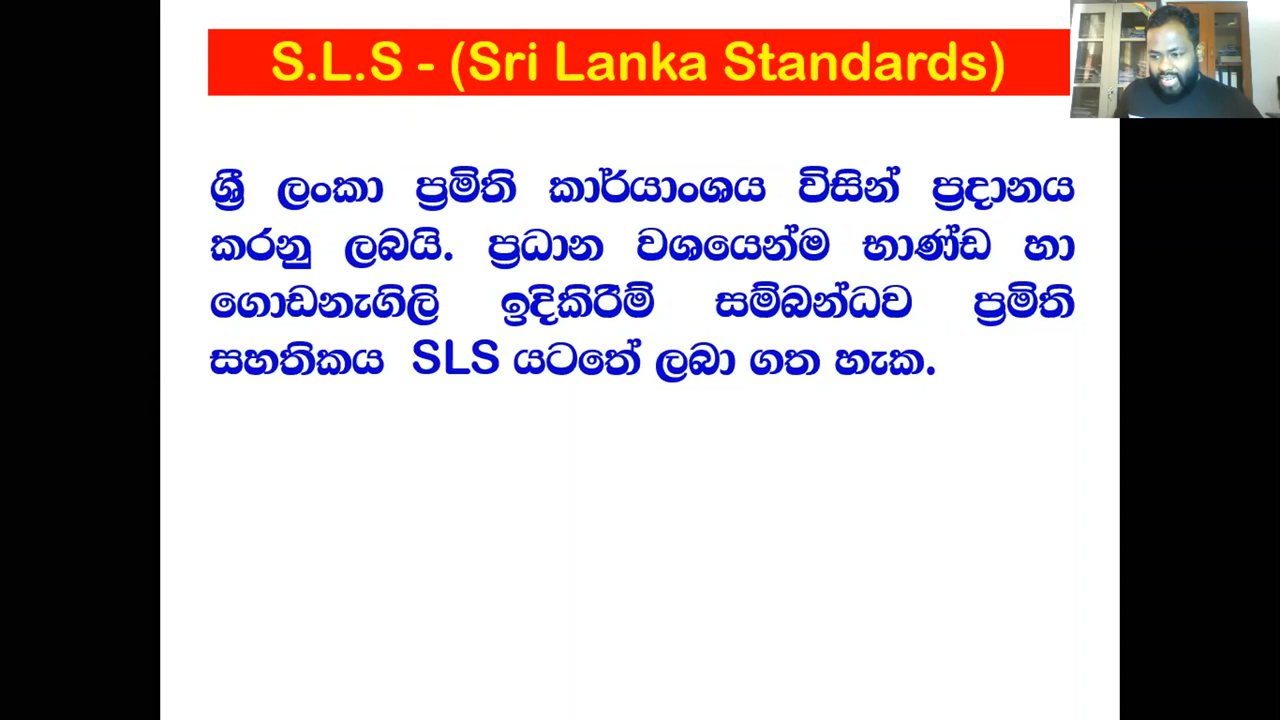 S.L.S - (Sri Lanka Standards)
ශ්‍රී ලංකා ප්‍රමිති කාර්යාංශය විසින් ප්‍රදානය
කරනු ලබයි. ප්‍රධාන වශයෙන්ම භාණ්ඩ හා
ගොඩනැගිලි ඉදිකිරීම් සම්බන්ධව ප්‍රමිති
සහතිකය SLS යටතේ ලබා ගත හැක.